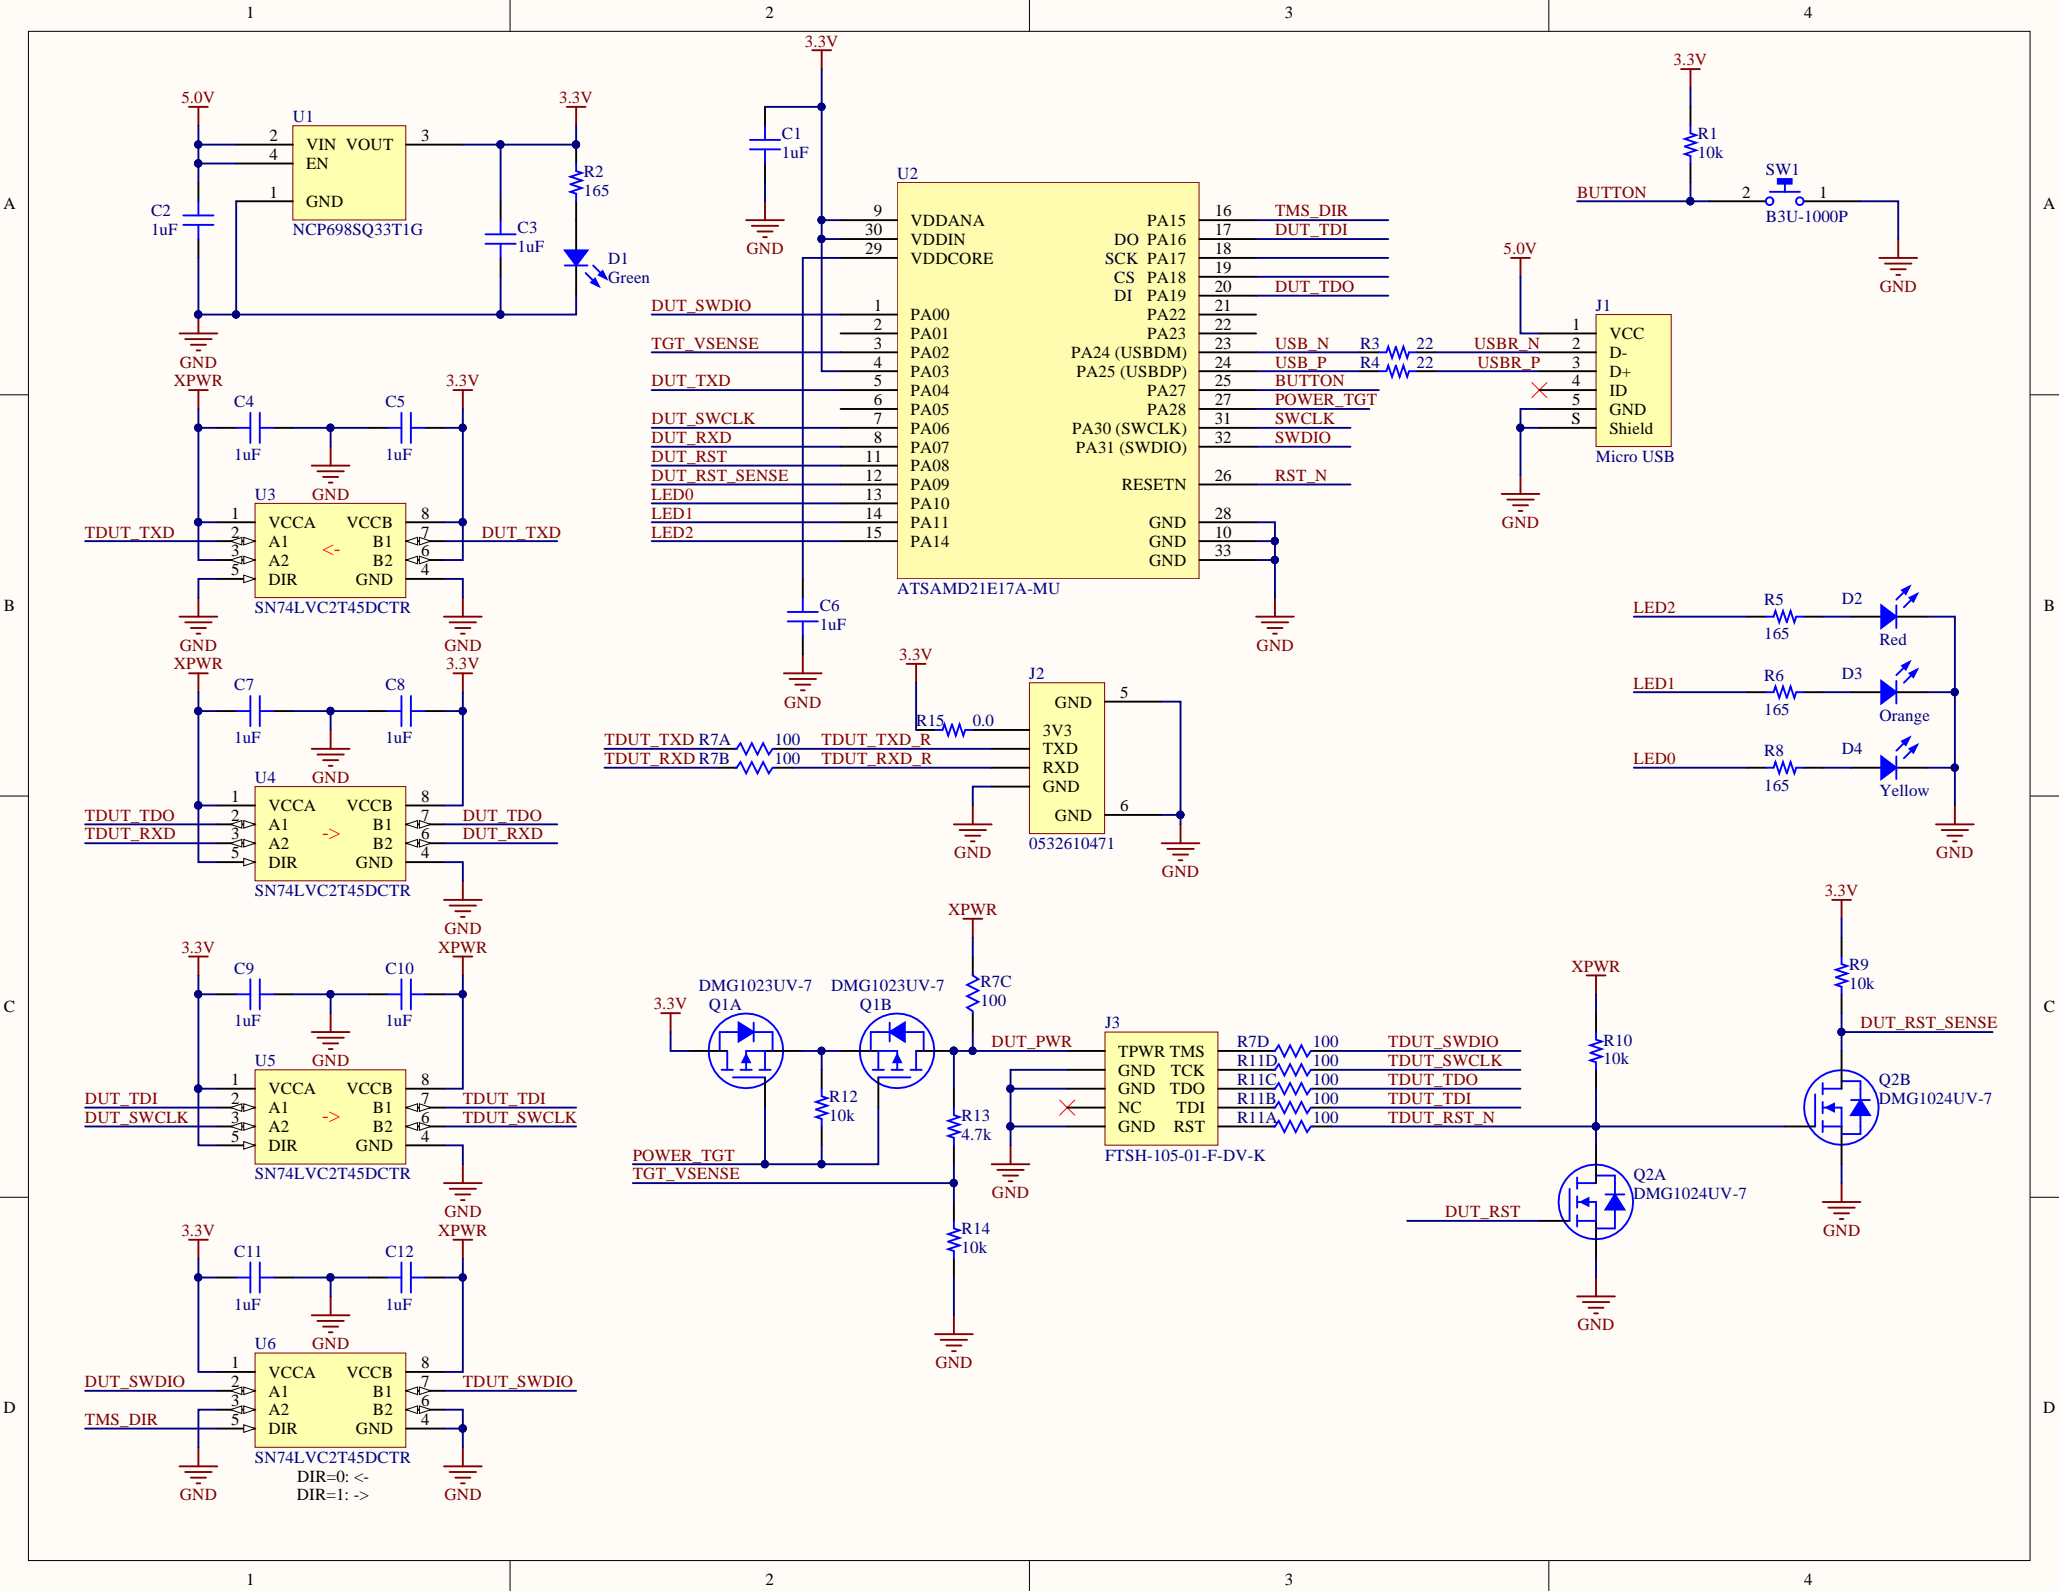 1 2 3 4
A
B
C
D
A
B
C
D
1 2 3 4
5.0V
3.3V
U1
2 VIN VOUT 3
4 EN
1 GND
NCP698SQ33T1G
C2
1uF
C3
1uF
R2
165
D1
Green
GND
XPWR
3.3V
C4
1uF
C5
1uF
GND
U3
1 VCCA VCCB 8
TDUT_TXD 2 A1 <- B1 7 DUT_TXD
3 A2 B2 6
5 DIR GND 4
SN74LVC2T45DCTR
GND
GND
XPWR
3.3V
C7
1uF
C8
1uF
GND
U4
1 VCCA VCCB 8
TDUT_TDO 2 A1 -> B1 7 DUT_TDO
TDUT_RXD 3 A2 B2 6 DUT_RXD
5 DIR GND 4
SN74LVC2T45DCTR
GND
3.3V
XPWR
C9
1uF
C10
1uF
GND
U5
1 VCCA VCCB 8
DUT_TDI 2 A1 -> B1 7 TDUT_TDI
DUT_SWCLK 3 A2 B2 6 TDUT_SWCLK
5 DIR GND 4
SN74LVC2T45DCTR
GND
3.3V
XPWR
C11
1uF
C12
1uF
GND
U6
1 VCCA VCCB 8
DUT_SWDIO 2 A1 B1 7 TDUT_SWDIO
3 A2 B2 6
TMS_DIR 5 DIR GND 4
SN74LVC2T45DCTR
DIR=0: <-
DIR=1: ->
GND
GND
3.3V
C1
1uF
GND
U2
9 VDDANA PA15 16 TMS_DIR
30 VDDIN DO PA16 17 DUT_TDI
29 VDDCORE SCK PA17 18
CS PA18 19
DI PA19 20 DUT_TDO
DUT_SWDIO 1 PA00 PA22 21
2 PA01 PA23 22
TGT_VSENSE 3 PA02 PA24 (USBDM) 23 USB_N R3 22 USBR_N
4 PA03 PA25 (USBDP) 24 USB_P R4 22 USBR_P
DUT_TXD 5 PA04 PA27 25 BUTTON
6 PA05 PA28 27 POWER_TGT
DUT_SWCLK 7 PA06 PA30 (SWCLK) 31 SWCLK
DUT_RXD 8 PA07 PA31 (SWDIO) 32 SWDIO
DUT_RST 11 PA08
DUT_RST_SENSE 12 PA09 RESETN 26 RST_N
LED0 13 PA10
LED1 14 PA11 GND 28
LED2 15 PA14 GND 10
GND 33
ATSAMD21E17A-MU
GND
C6
1uF
GND
3.3V
R1
10k
SW1
BUTTON 2 1
B3U-1000P
GND
5.0V
J1
1 VCC
2 D-
3 D+
4 ID
5 GND
S Shield
Micro USB
GND
LED2 R5 D2
165 Red
LED1 R6 D3
165 Orange
LED0 R8 D4
165 Yellow
GND
3.3V
J2
GND 5
R15 0.0 3V3
TDUT_TXD R7A 100 TDUT_TXD_R TXD
TDUT_RXD R7B 100 TDUT_RXD_R RXD
GND
GND 6
0532610471
GND
GND
XPWR
R7C
100
DMG1023UV-7
Q1A
DMG1023UV-7
Q1B
3.3V
R12
10k
R13
4.7k
POWER_TGT
TGT_VSENSE
R14
10k
GND
J3
DUT_PWR TPWR TMS R7D 100 TDUT_SWDIO
GND TCK R11D 100 TDUT_SWCLK
GND TDO R11C 100 TDUT_TDO
NC TDI R11B 100 TDUT_TDI
GND RST R11A 100 TDUT_RST_N
FTSH-105-01-F-DV-K
GND
XPWR
R10
10k
3.3V
R9
10k
DUT_RST_SENSE
Q2B
DMG1024UV-7
GND
Q2A
DMG1024UV-7
DUT_RST
GND